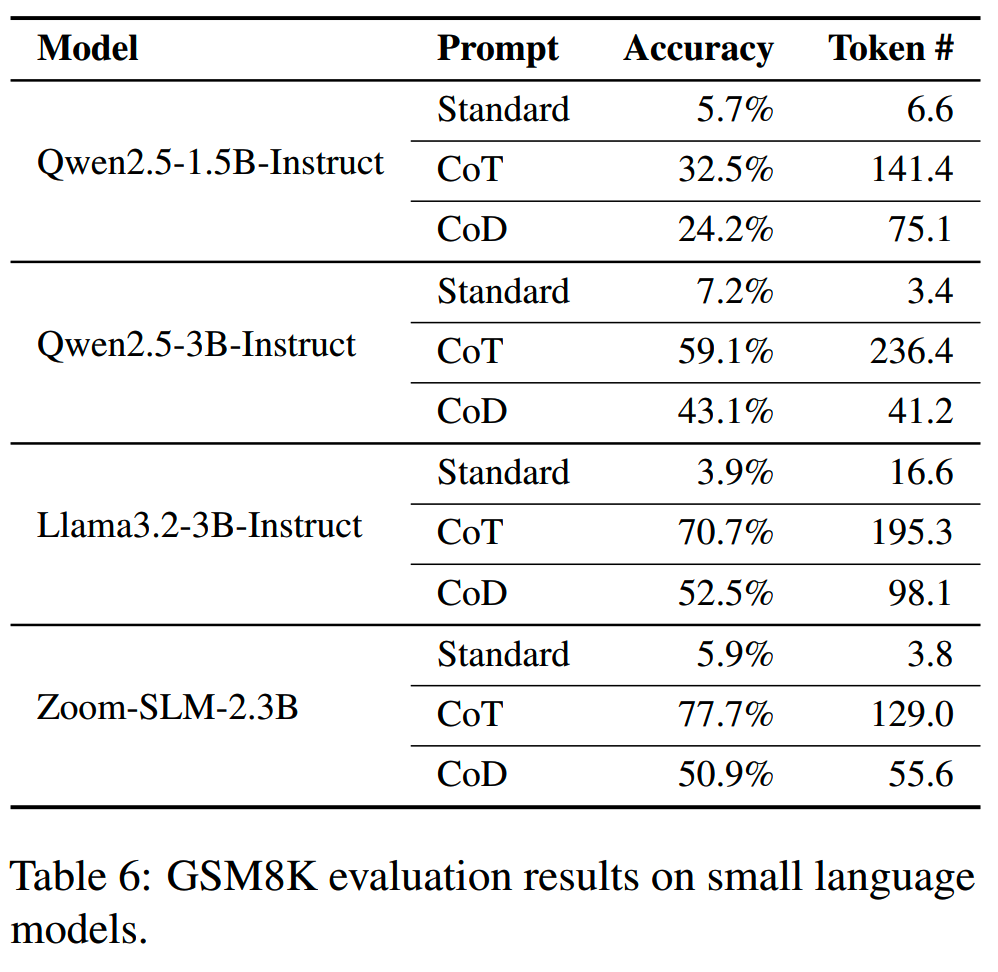 Model Prompt Accuracy Token #
Qwen2.5-1.5B-Instruct
Standard 5.7% 6.6
CoT 32.5% 141.4
CoD 24.2% 75.1
Qwen2.5-3B-Instruct
Standard 7.2% 3.4
CoT 59.1% 236.4
CoD 43.1% 41.2
Llama3.2-3B-Instruct
Standard 3.9% 16.6
CoT 70.7% 195.3
CoD 52.5% 98.1
Zoom-SLM-2.3B
Standard 5.9% 3.8
CoT 77.7% 129.0
CoD 50.9% 55.6
Table 6: GSM8K evaluation results on small language
models.